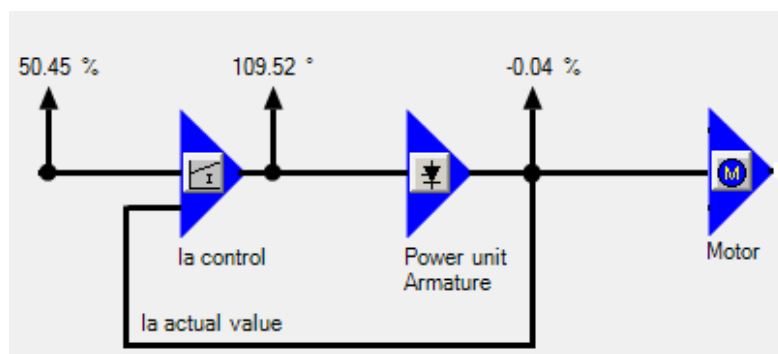 50.45 %
109.52 °
-0.04 %
I
M
Ia control
Power unit
Armature
Motor
Ia actual value